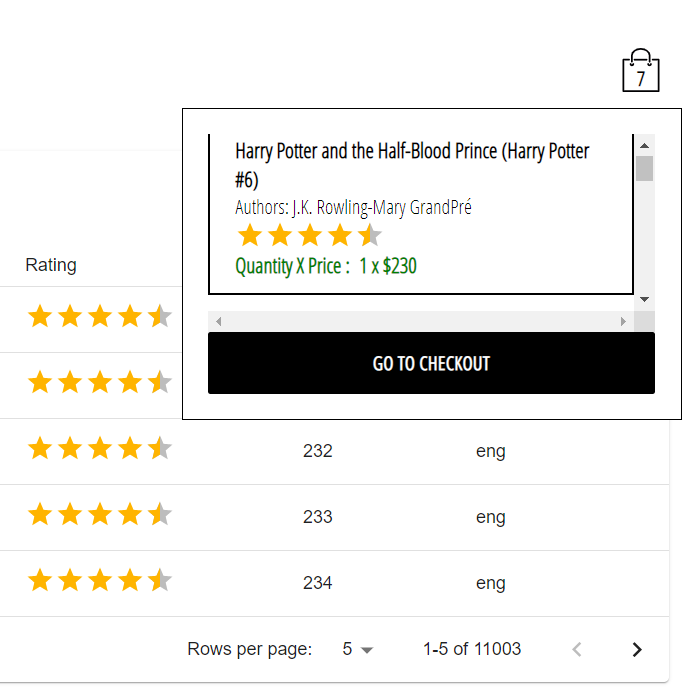 7
Harry Potter and the Half-Blood Prince (Harry Potter
#6)
Authors: J.K. Rowling-Mary GrandPré
Quantity X Price : 1 x $230
Rating
GO TO CHECKOUT
232 eng
233 eng
234 eng
Rows per page: 5 1-5 of 11003